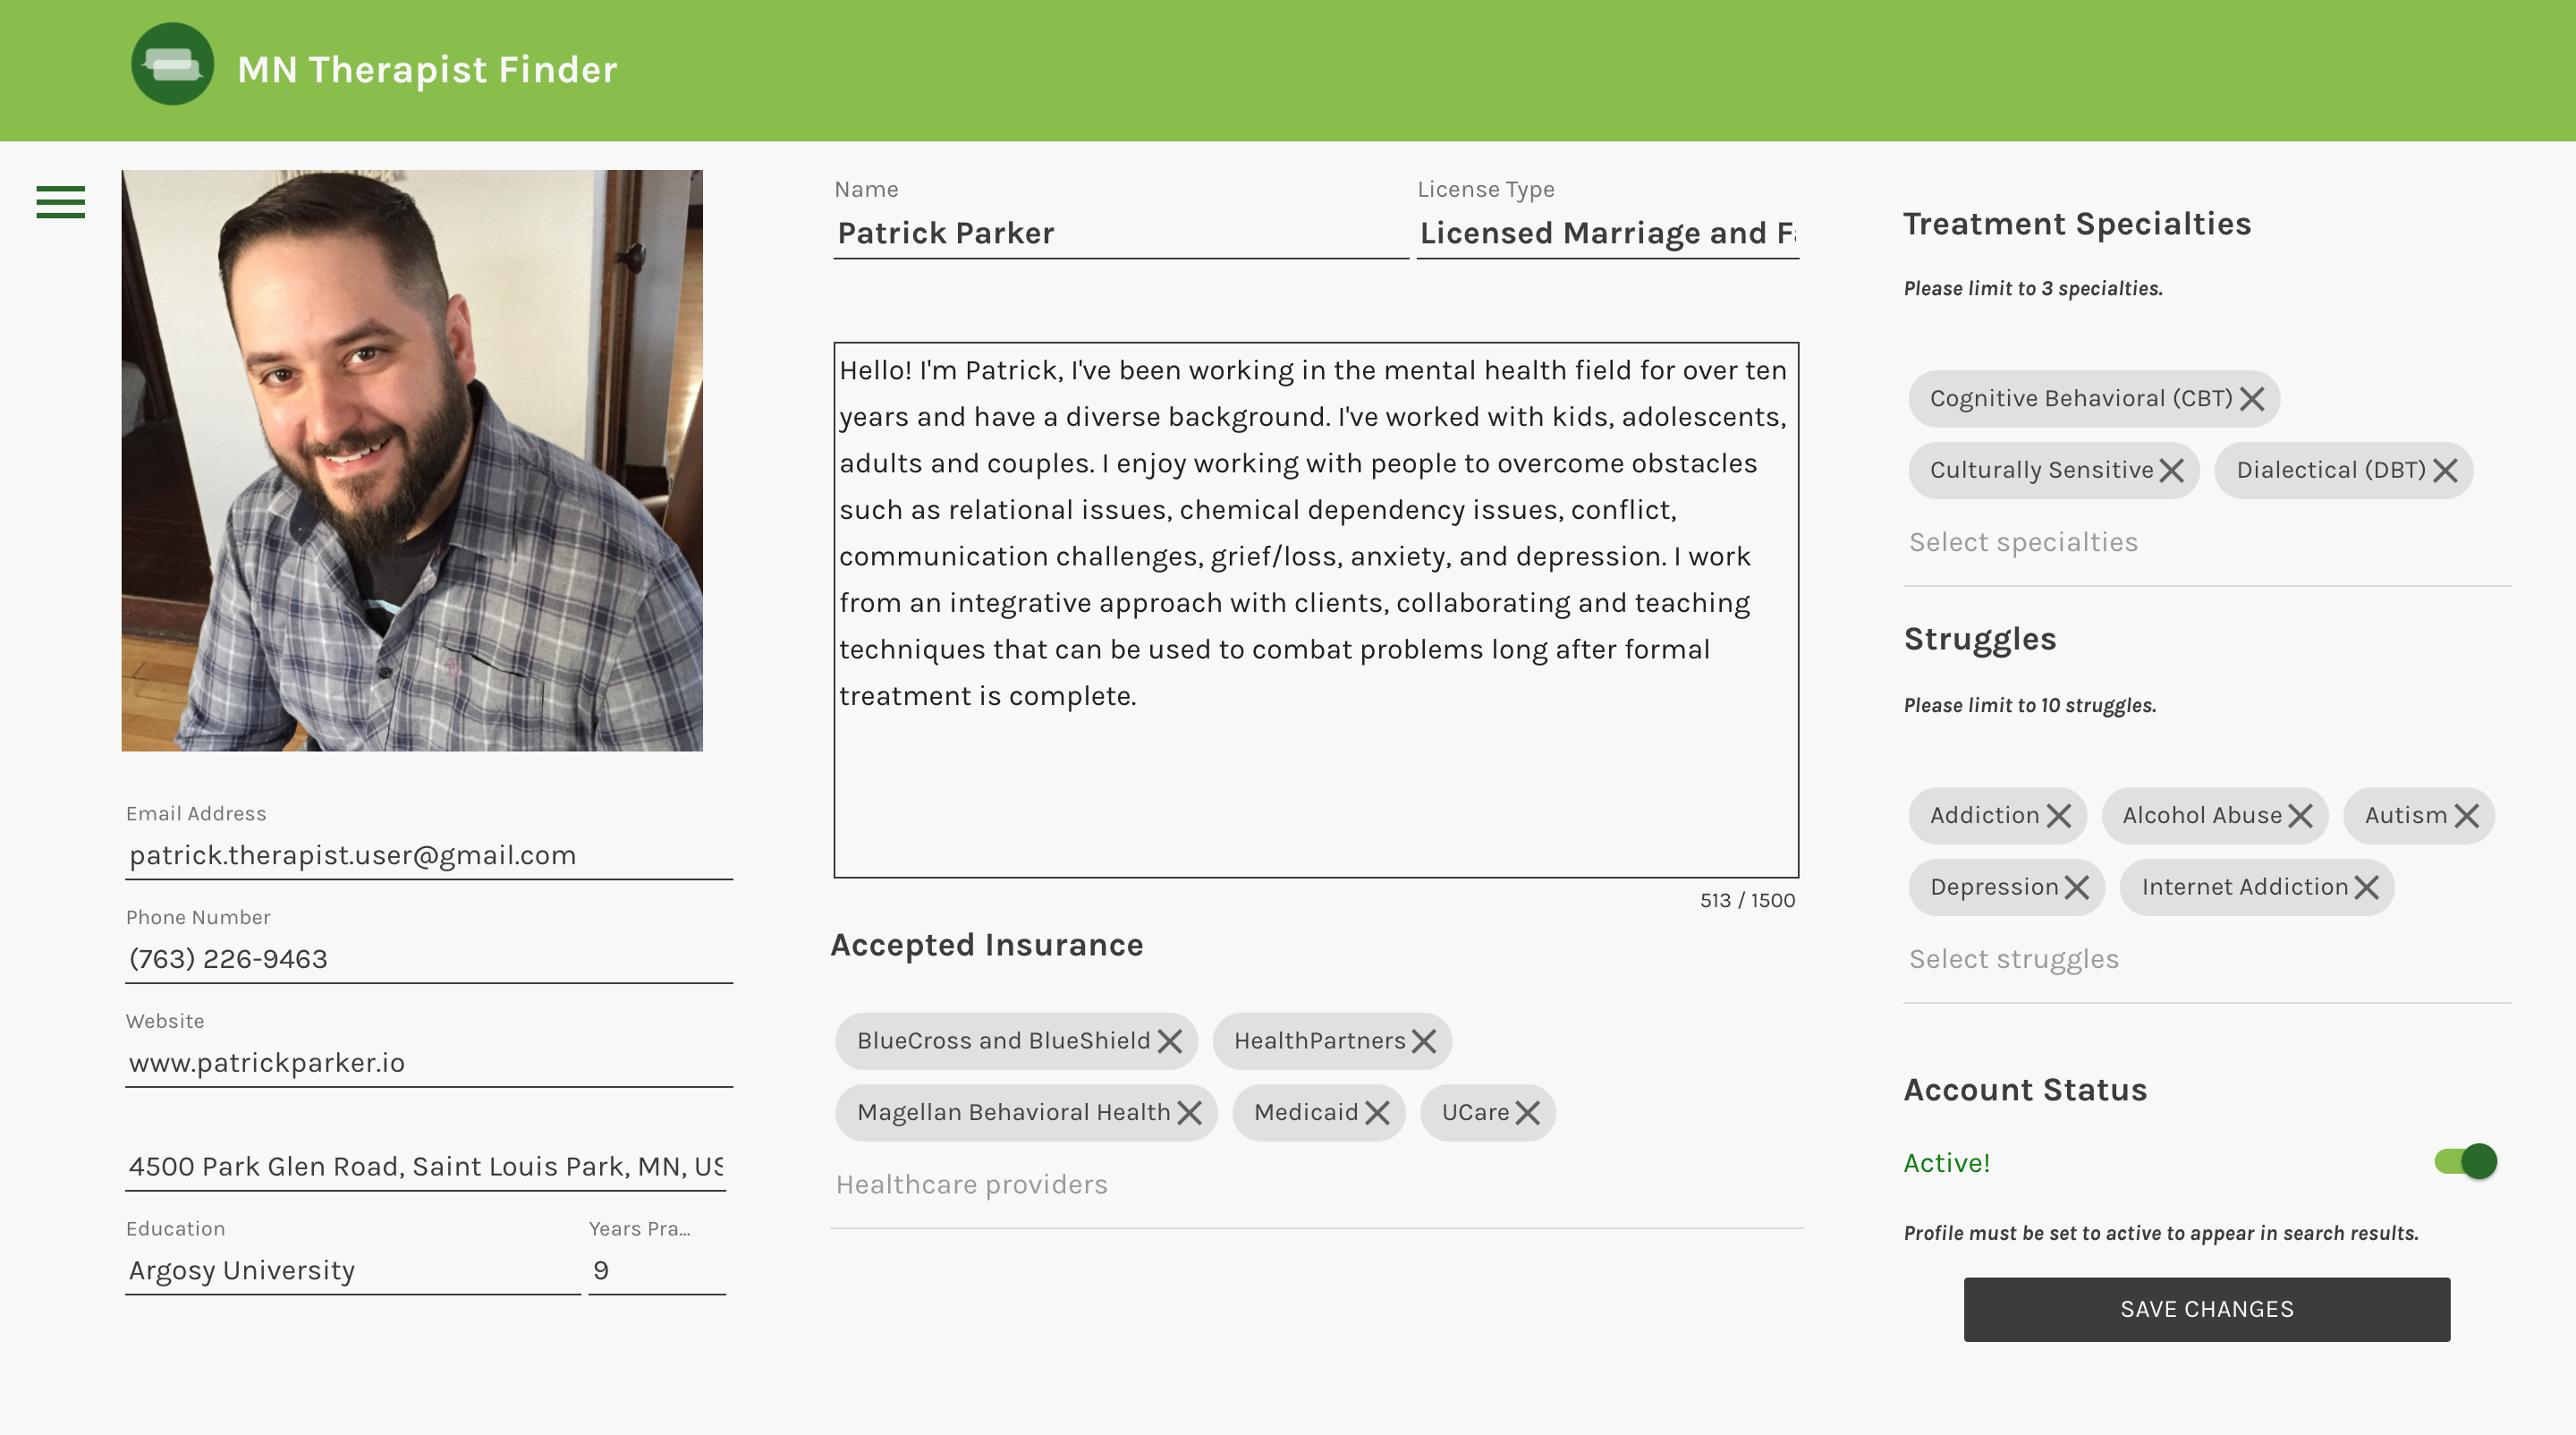 MN Therapist Finder
Name
Patrick Parker
License Type
Licensed Marriage and Fa
Hello! I'm Patrick, I've been working in the mental health field for over ten
years and have a diverse background. I've worked with kids, adolescents,
adults and couples. I enjoy working with people to overcome obstacles
such as relational issues, chemical dependency issues, conflict,
communication challenges, grief/loss, anxiety, and depression. I work
from an integrative approach with clients, collaborating and teaching
techniques that can be used to combat problems long after formal
treatment is complete.
513 / 1500
Email Address
patrick.therapist.user@gmail.com
Phone Number
(763) 226-9463
Website
www.patrickparker.io
4500 Park Glen Road, Saint Louis Park, MN, US
Education
Argosy University
Years Pra...
9
Accepted Insurance
BlueCross and BlueShield HealthPartners
Magellan Behavioral Health Medicaid UCare
Healthcare providers
Treatment Specialties
Please limit to 3 specialties.
Cognitive Behavioral (CBT)
Culturally Sensitive Dialectical (DBT)
Select specialties
Struggles
Please limit to 10 struggles.
Addiction Alcohol Abuse Autism
Depression Internet Addiction
Select struggles
Account Status
Active!
Profile must be set to active to appear in search results.
SAVE CHANGES